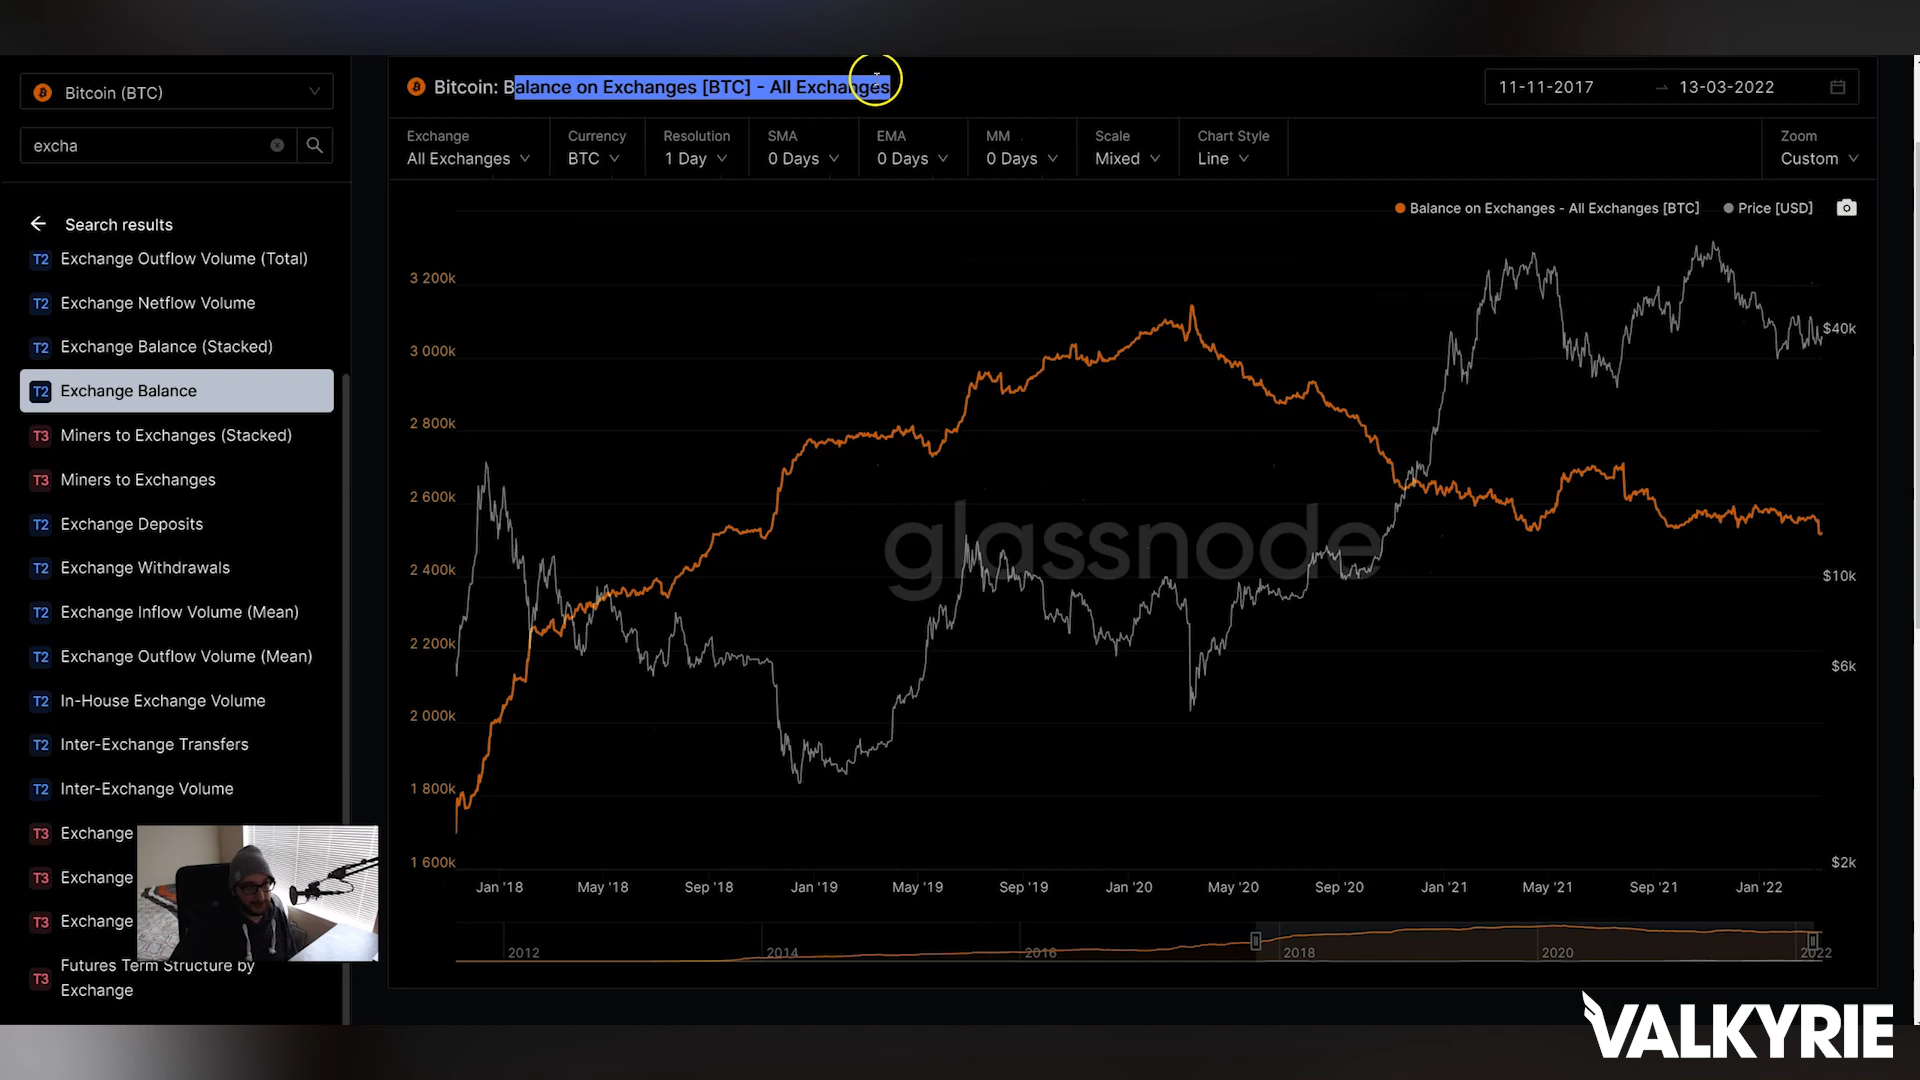 Bitcoin (BTC)
excha
Search results
T2 Exchange Outflow Volume (Total)
T2 Exchange Netflow Volume
T2 Exchange Balance (Stacked)
T2 Exchange Balance
T3 Miners to Exchanges (Stacked)
T3 Miners to Exchanges
T2 Exchange Deposits
T2 Exchange Withdrawals
T2 Exchange Inflow Volume (Mean)
T2 Exchange Outflow Volume (Mean)
T2 In-House Exchange Volume
T2 Inter-Exchange Transfers
T2 Inter-Exchange Volume
T3 Exchange
T3 Exchange
T3 Exchange
T3 Futures Term Structure by
Exchange
Bitcoin: Balance on Exchanges [BTC] - All Exchanges
11-11-2017 → 13-03-2022
Exchange Currency Resolution SMA EMA MM Scale Chart Style Zoom
All Exchanges BTC 1 Day 0 Days 0 Days 0 Days Mixed Line Custom
Balance on Exchanges - All Exchanges [BTC] Price [USD]
3 200k
$40k
3 000k
2 800k
2 600k
glassnode
2 400k $10k
2 200k
$6k
2 000k
1 800k
1 600k $2k
Jan '18 May '18 Sep '18 Jan '19 May '19 Sep '19 Jan '20 May '20 Sep '20 Jan '21 May '21 Sep '21 Jan '22
2012 2014 2016 2018 2020 2022
VALKYRIE